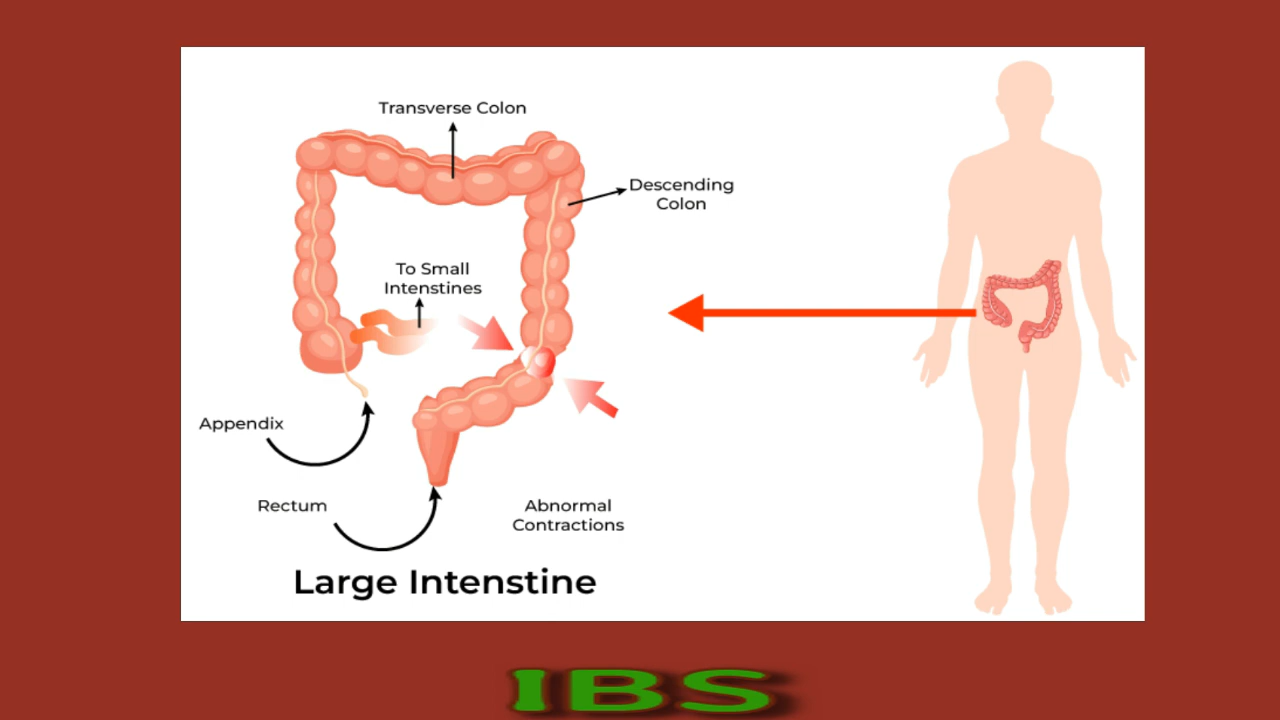 Transverse Colon
Descending
Colon
To Small
Intenstines
Appendix
Rectum
Abnormal
Contractions
Large Intenstine
IBS